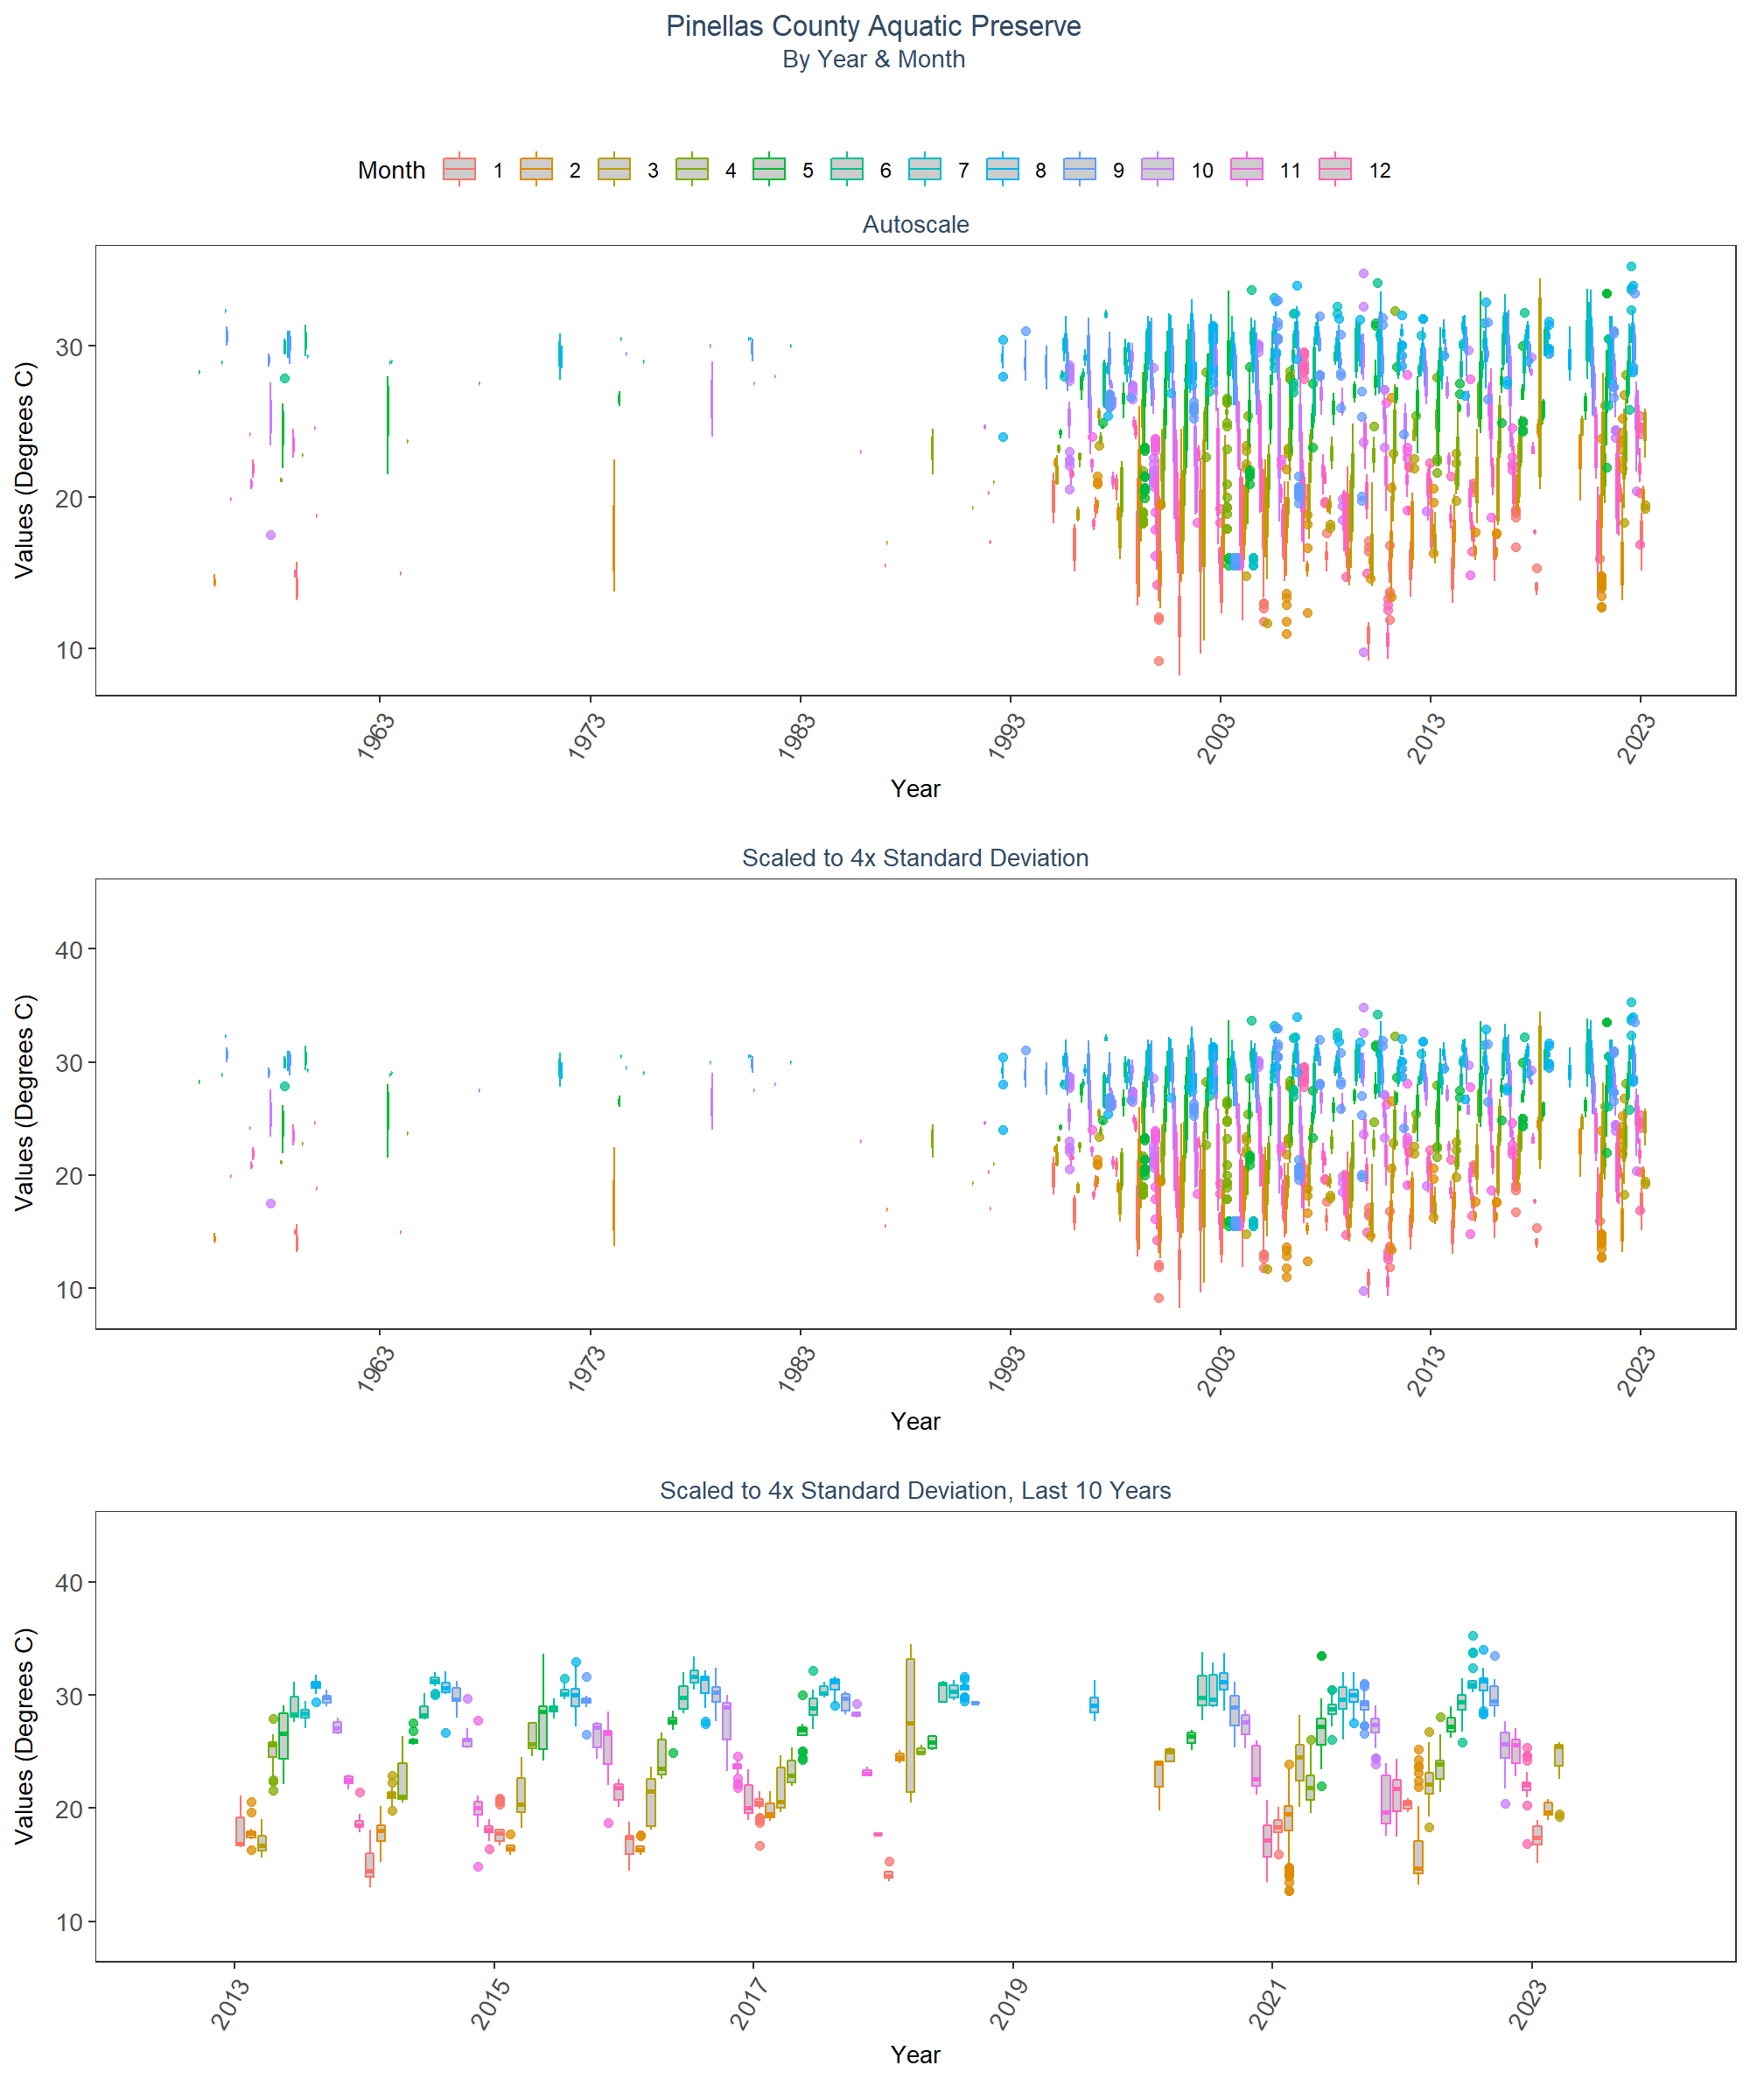 Pinellas County Aquatic Preserve
By Year & Month
Month 1 2 3 4 5 6 7 8 9 10 11 12
Autoscale
Values (Degrees C)
30
20
10
1963 1973 1983 1993 2003 2013 2023
Year
Scaled to 4x Standard Deviation
Values (Degrees C)
40
30
20
10
1963 1973 1983 1993 2003 2013 2023
Year
Scaled to 4x Standard Deviation, Last 10 Years
Values (Degrees C)
40
30
20
10
2013 2015 2017 2019 2021 2023
Year